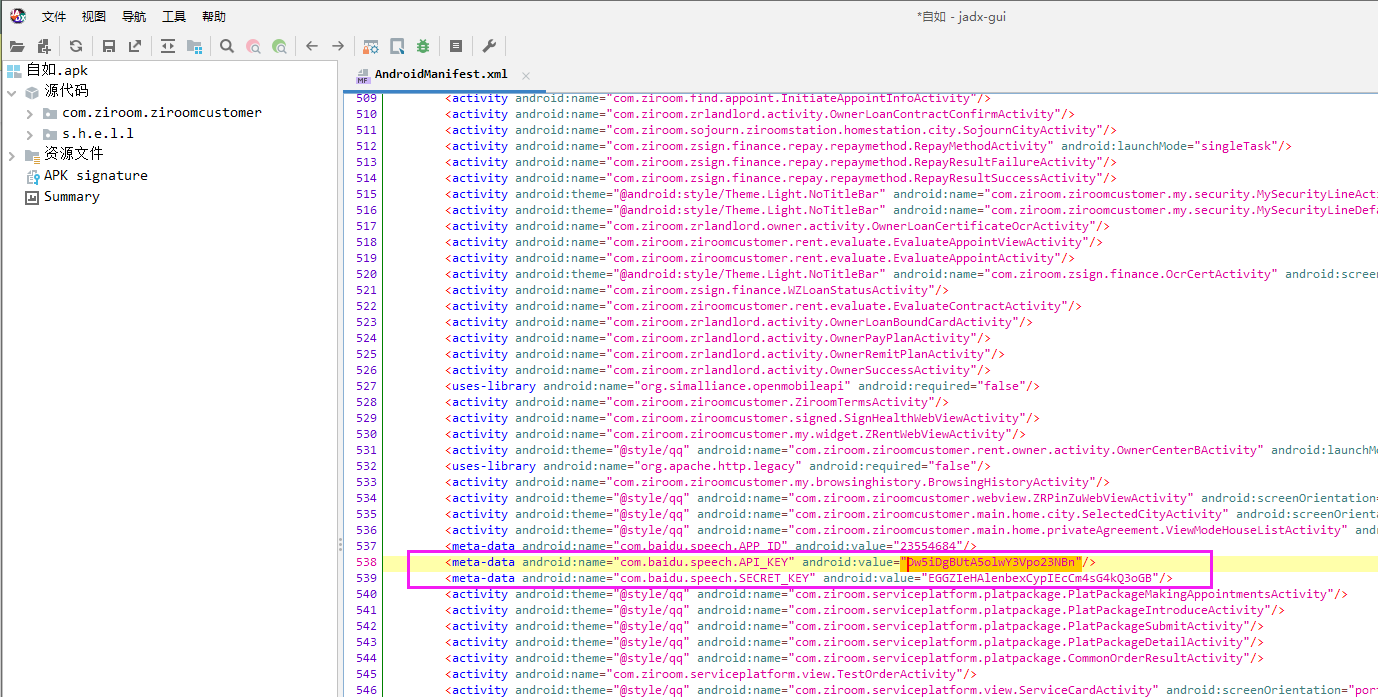 文件 视图 导航 工具 帮助 *自如 - jadx-gui
自如.apk
源代码
com.ziroom.ziroomcustomer
s.h.e.l.l
资源文件
APK signature
Summary
AndroidManifest.xml
509 <activity android:name="com.ziroom.find.appoint.InitiateAppointInfoActivity"/>
510 <activity android:name="com.ziroom.zrlandlord.activity.OwnerLoanContractConfirmActivity"/>
511 <activity android:name="com.ziroom.sojourn.ziroomstation.homestation.city.SojournCityActivity"/>
512 <activity android:name="com.ziroom.zsign.finance.repay.repaymethod.RepayMethodActivity" android:launchMode="singleTask"/>
513 <activity android:name="com.ziroom.zsign.finance.repay.repaymethod.RepayResultFailureActivity"/>
514 <activity android:name="com.ziroom.zsign.finance.repay.repaymethod.RepayResultSuccessActivity"/>
515 <activity android:theme="@android:style/Theme.Light.NoTitleBar" android:name="com.ziroom.ziroomcustomer.my.security.MySecurityLineActi
516 <activity android:theme="@android:style/Theme.Light.NoTitleBar" android:name="com.ziroom.ziroomcustomer.my.security.MySecurityLineDefa
517 <activity android:name="com.ziroom.zrlandlord.owner.activity.OwnerLoanCertificateOcrActivity"/>
518 <activity android:name="com.ziroom.ziroomcustomer.rent.evaluate.EvaluateAppointViewActivity"/>
519 <activity android:name="com.ziroom.ziroomcustomer.rent.evaluate.EvaluateAppointActivity"/>
520 <activity android:theme="@android:style/Theme.Light.NoTitleBar" android:name="com.ziroom.zsign.finance.OcrCertActivity" android:screen
521 <activity android:name="com.ziroom.zsign.finance.WZLoanStatusActivity"/>
522 <activity android:name="com.ziroom.ziroomcustomer.rent.evaluate.EvaluateContractActivity"/>
523 <activity android:name="com.ziroom.zrlandlord.activity.OwnerLoanBoundCardActivity"/>
524 <activity android:name="com.ziroom.zrlandlord.activity.OwnerPayPlanActivity"/>
525 <activity android:name="com.ziroom.zrlandlord.activity.OwnerRemitPlanActivity"/>
526 <activity android:name="com.ziroom.zrlandlord.activity.OwnerSuccessActivity"/>
527 <uses-library android:name="org.simalliance.openmobileapi" android:required="false"/>
528 <activity android:name="com.ziroom.ziroomcustomer.ZiroomTermsActivity"/>
529 <activity android:name="com.ziroom.ziroomcustomer.signed.SignHealthWebViewActivity"/>
530 <activity android:name="com.ziroom.ziroomcustomer.my.widget.ZRentWebViewActivity"/>
531 <activity android:theme="@style/qq" android:name="com.ziroom.ziroomcustomer.rent.owner.activity.OwnerCenterBActivity" android:launchMo
532 <uses-library android:name="org.apache.http.legacy" android:required="false"/>
533 <activity android:name="com.ziroom.ziroomcustomer.my.browsinghistory.BrowsingHistoryActivity"/>
534 <activity android:theme="@style/qq" android:name="com.ziroom.ziroomcustomer.webview.ZRPinZuWebViewActivity" android:screenOrientation=
535 <activity android:theme="@style/qq" android:name="com.ziroom.ziroomcustomer.main.home.city.SelectedCityActivity" android:screenOrienta
536 <activity android:theme="@style/qq" android:name="com.ziroom.ziroomcustomer.main.home.privateAgreement.ViewModeHouseListActivity" and
537 <meta-data android:name="com.baidu.speech.APP_ID" android:value="23554684"/>
538 <meta-data android:name="com.baidu.speech.API_KEY" android:value="Dw5iDgBUtA5olwY3Vpo23NBn"/>
539 <meta-data android:name="com.baidu.speech.SECRET_KEY" android:value="EGGZIeHAlenbexCypIEcCm4sG4kQ3oGB"/>
540 <activity android:theme="@style/qq" android:name="com.ziroom.serviceplatform.platpackage.PlatPackageMakingAppointmentsActivity"/>
541 <activity android:theme="@style/qq" android:name="com.ziroom.serviceplatform.platpackage.PlatPackageIntroduceActivity"/>
542 <activity android:theme="@style/qq" android:name="com.ziroom.serviceplatform.platpackage.PlatPackageSubmitActivity"/>
543 <activity android:theme="@style/qq" android:name="com.ziroom.serviceplatform.platpackage.PlatPackageDetailActivity"/>
544 <activity android:theme="@style/qq" android:name="com.ziroom.serviceplatform.platpackage.CommonOrderResultActivity"/>
545 <activity android:name="com.ziroom.serviceplatform.view.TestOrderActivity"/>
546 <activity android:theme="@style/qq" android:name="com.ziroom.serviceplatform.view.ServiceCardActivity" android:screenOrientation="por